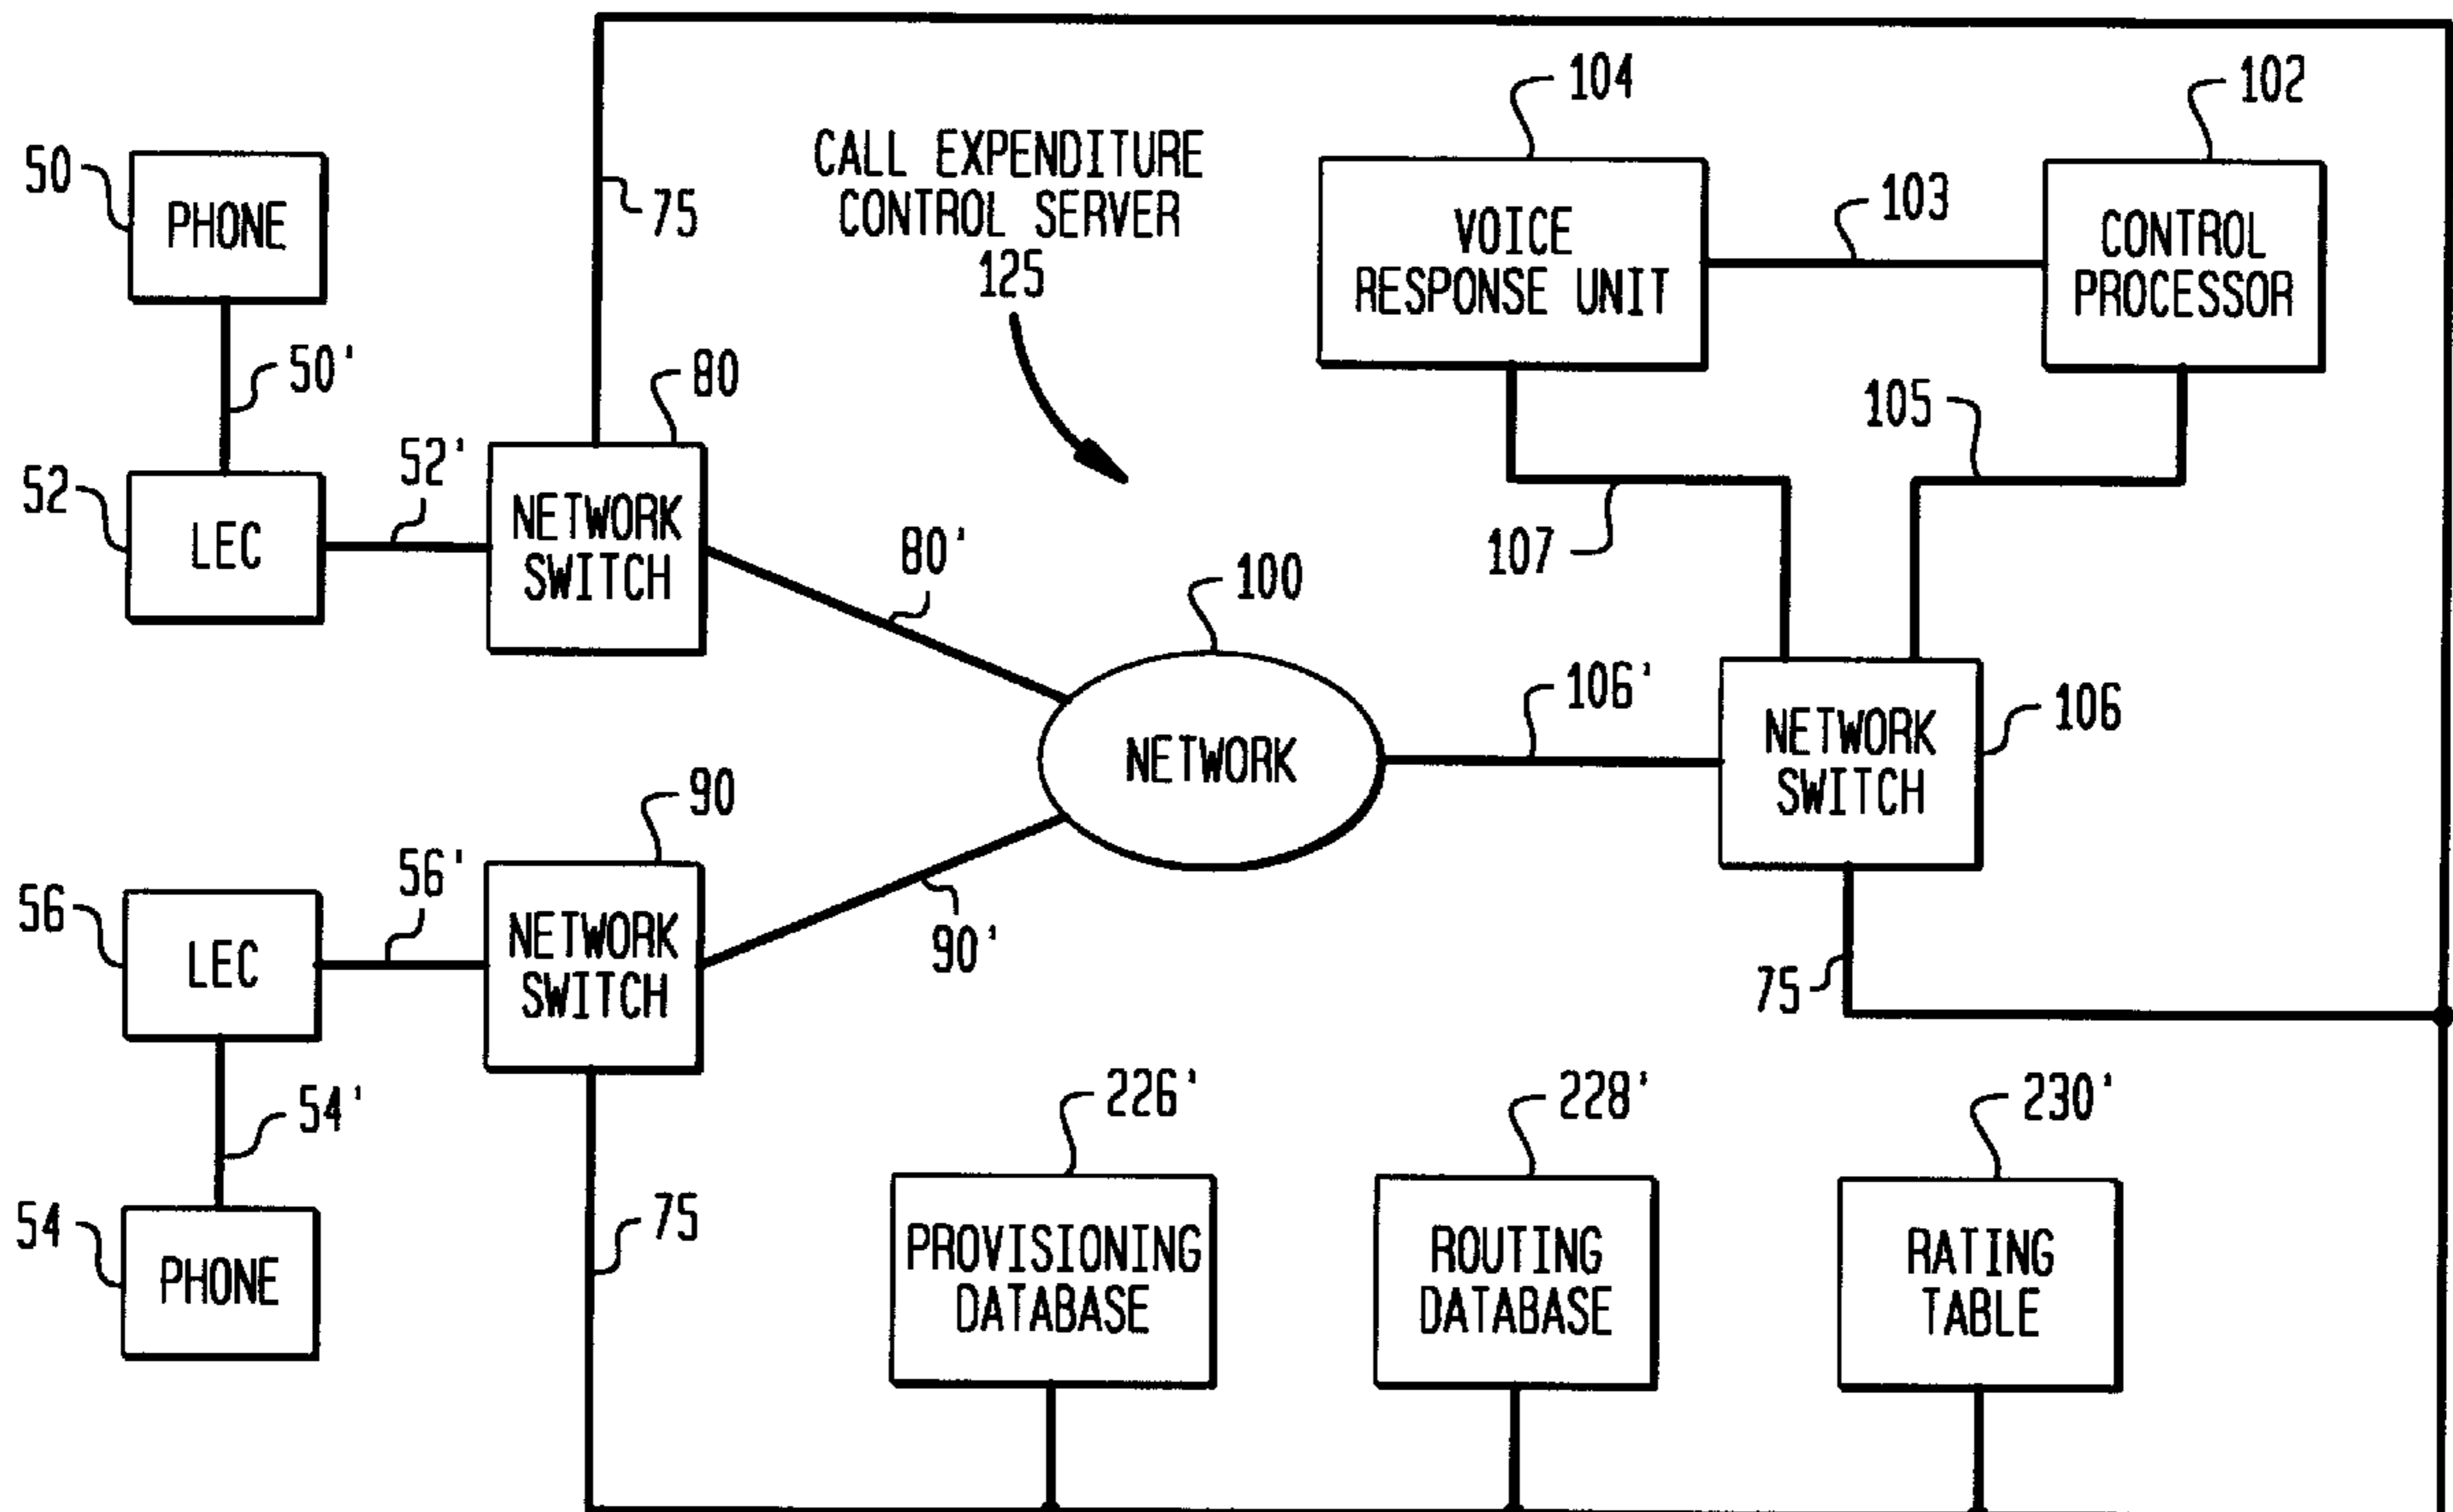 104
102
50
PHONE
75
CALL EXPENDITURE
CONTROL SERVER
125
VOICE
RESPONSE UNIT
103
CONTROL
PROCESSOR
50'
80
105
52
LEC
52'
NETWORK
SWITCH
80'
107
100
NETWORK
106'
NETWORK
SWITCH
106
90
56
LEC
56'
NETWORK
SWITCH
90'
75
54'
226'
228'
230'
54
PHONE
75
PROVISIONING
DATABASE
ROUTING
DATABASE
RATING
TABLE